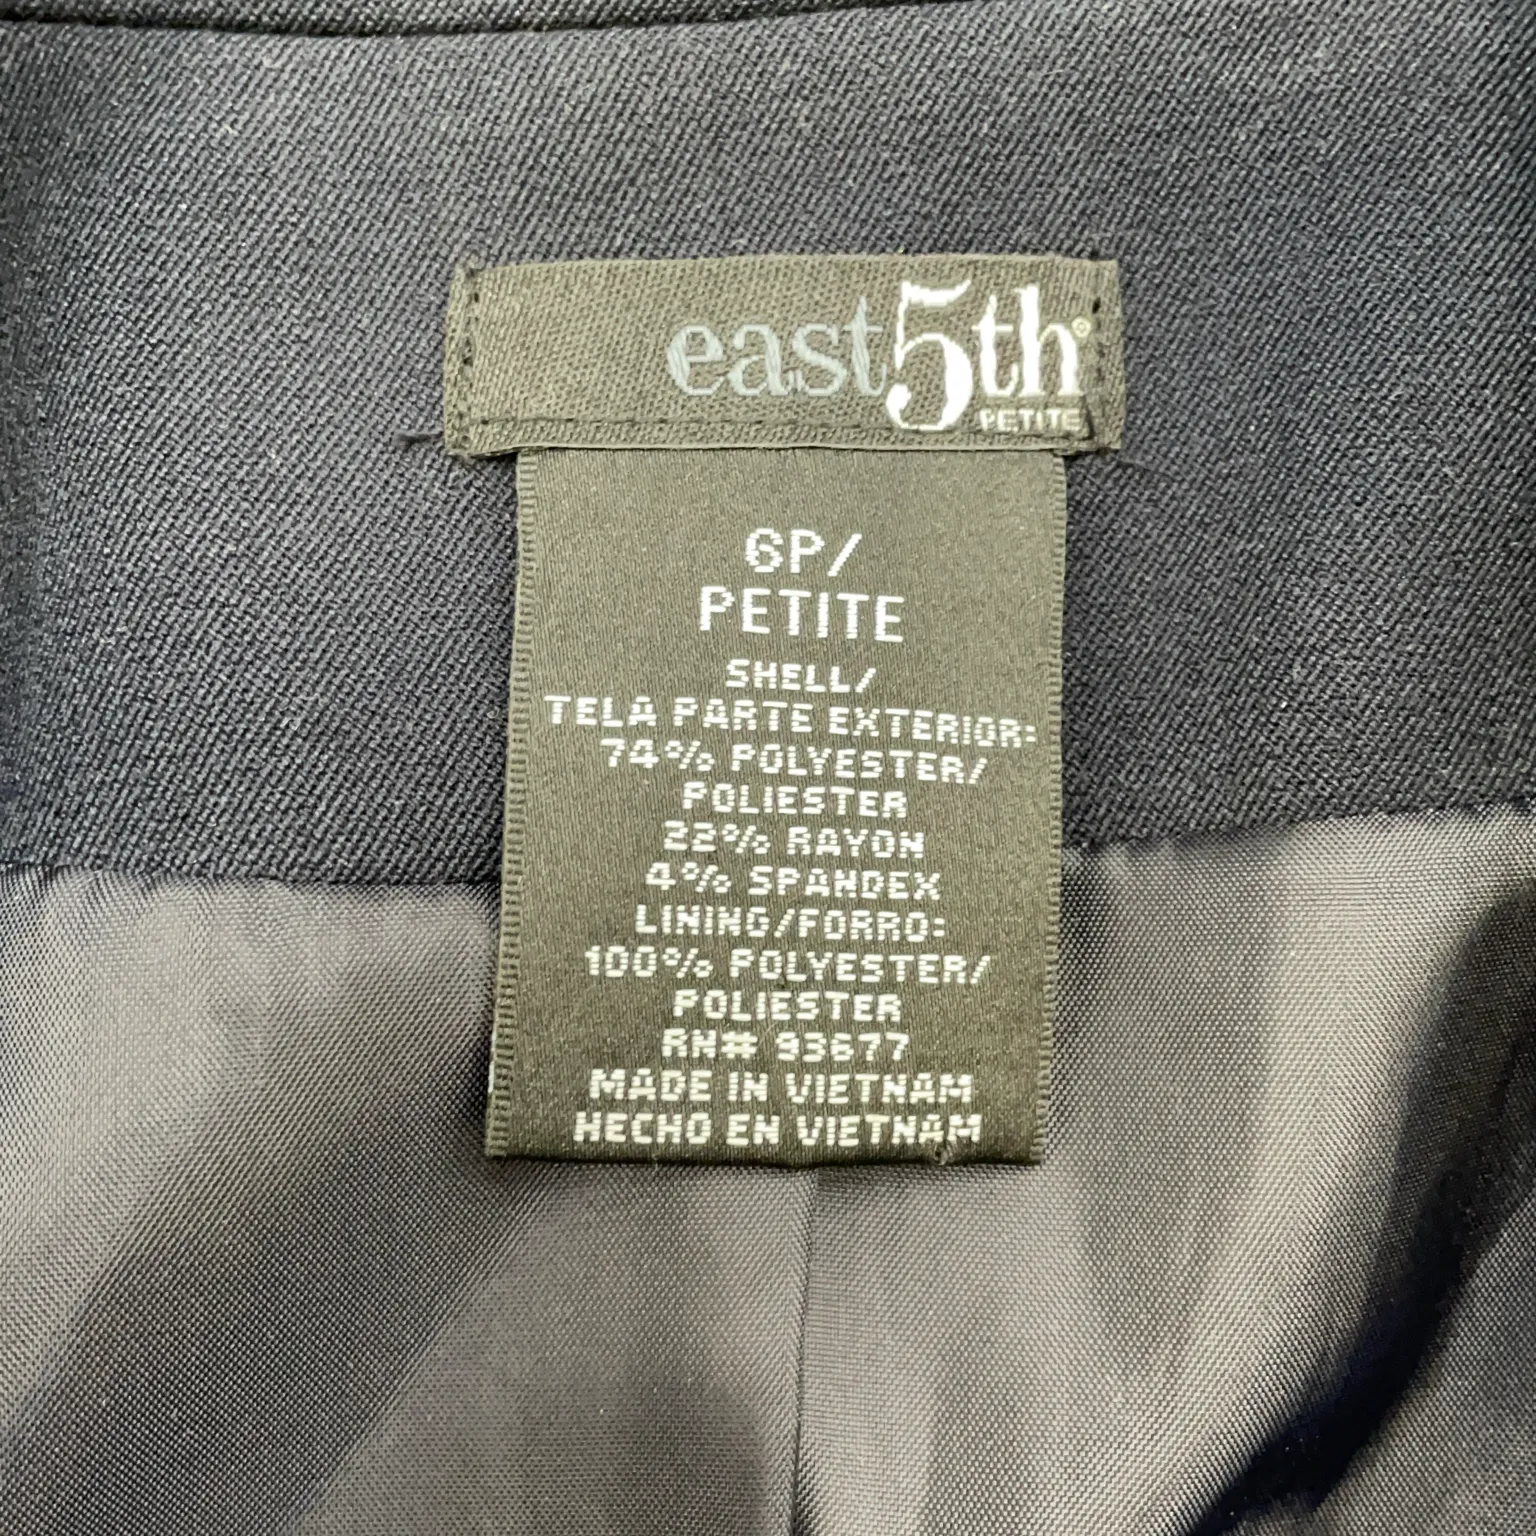 east5th®
PETITE
6P/
PETITE
SHELL/
TELA PARTE EXTERIOR:
74% POLYESTER/
POLIESTER
22% RAYON
4% SPANDEX
LINING/FORRO:
100% POLYESTER/
POLIESTER
RN# 93677
MADE IN VIETNAM
HECHO EN VIETNAM